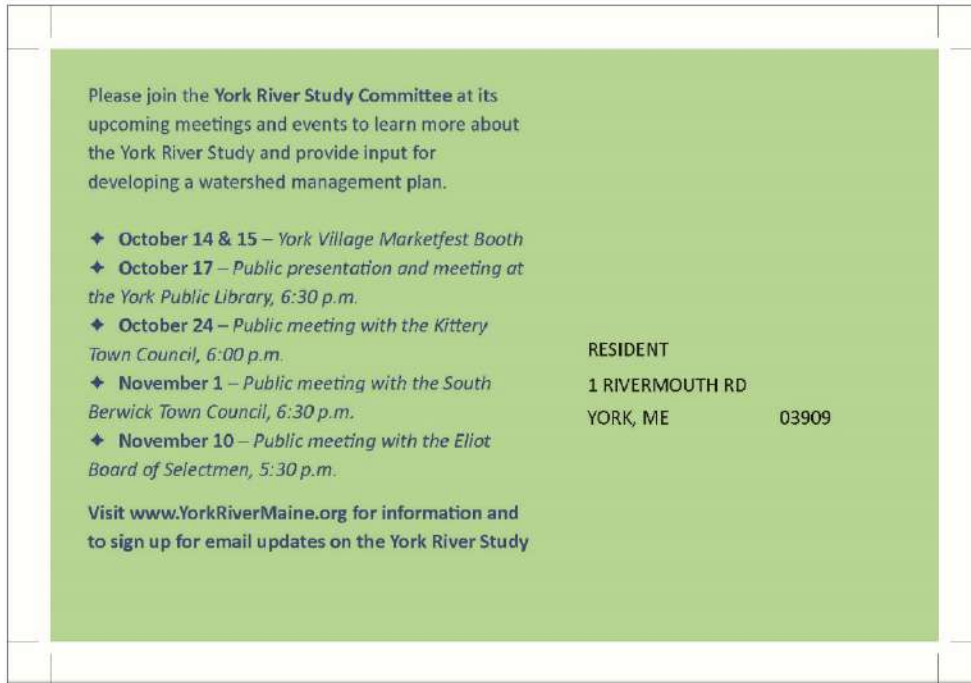 Please join the York River Study Committee at its
upcoming meetings and events to learn more about
the York River Study and provide input for
developing a watershed management plan.
✦ October 14 & 15 – York Village Marketfest Booth
✦ October 17 – Public presentation and meeting at
the York Public Library, 6:30 p.m.
✦ October 24 – Public meeting with the Kittery
Town Council, 6:00 p.m.
✦ November 1 – Public meeting with the South
Berwick Town Council, 6:30 p.m.
✦ November 10 – Public meeting with the Eliot
Board of Selectmen, 5:30 p.m.
Visit www.YorkRiverMaine.org for information and
to sign up for email updates on the York River Study
RESIDENT
1 RIVERMOUTH RD
YORK, ME 03909